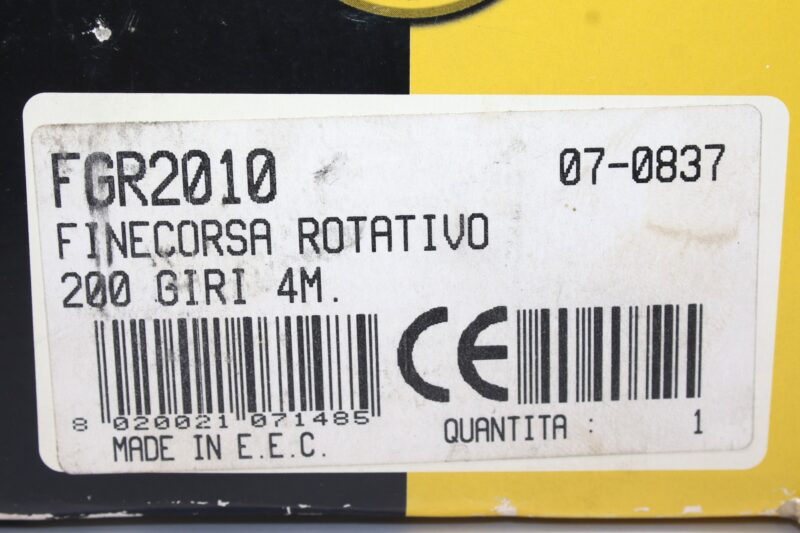 FGR2010 07-0837
FINECORSA ROTATIVO
200 GIRI 4M.
CE
8 020021 071485
QUANTITA : 1
MADE IN E.E.C.